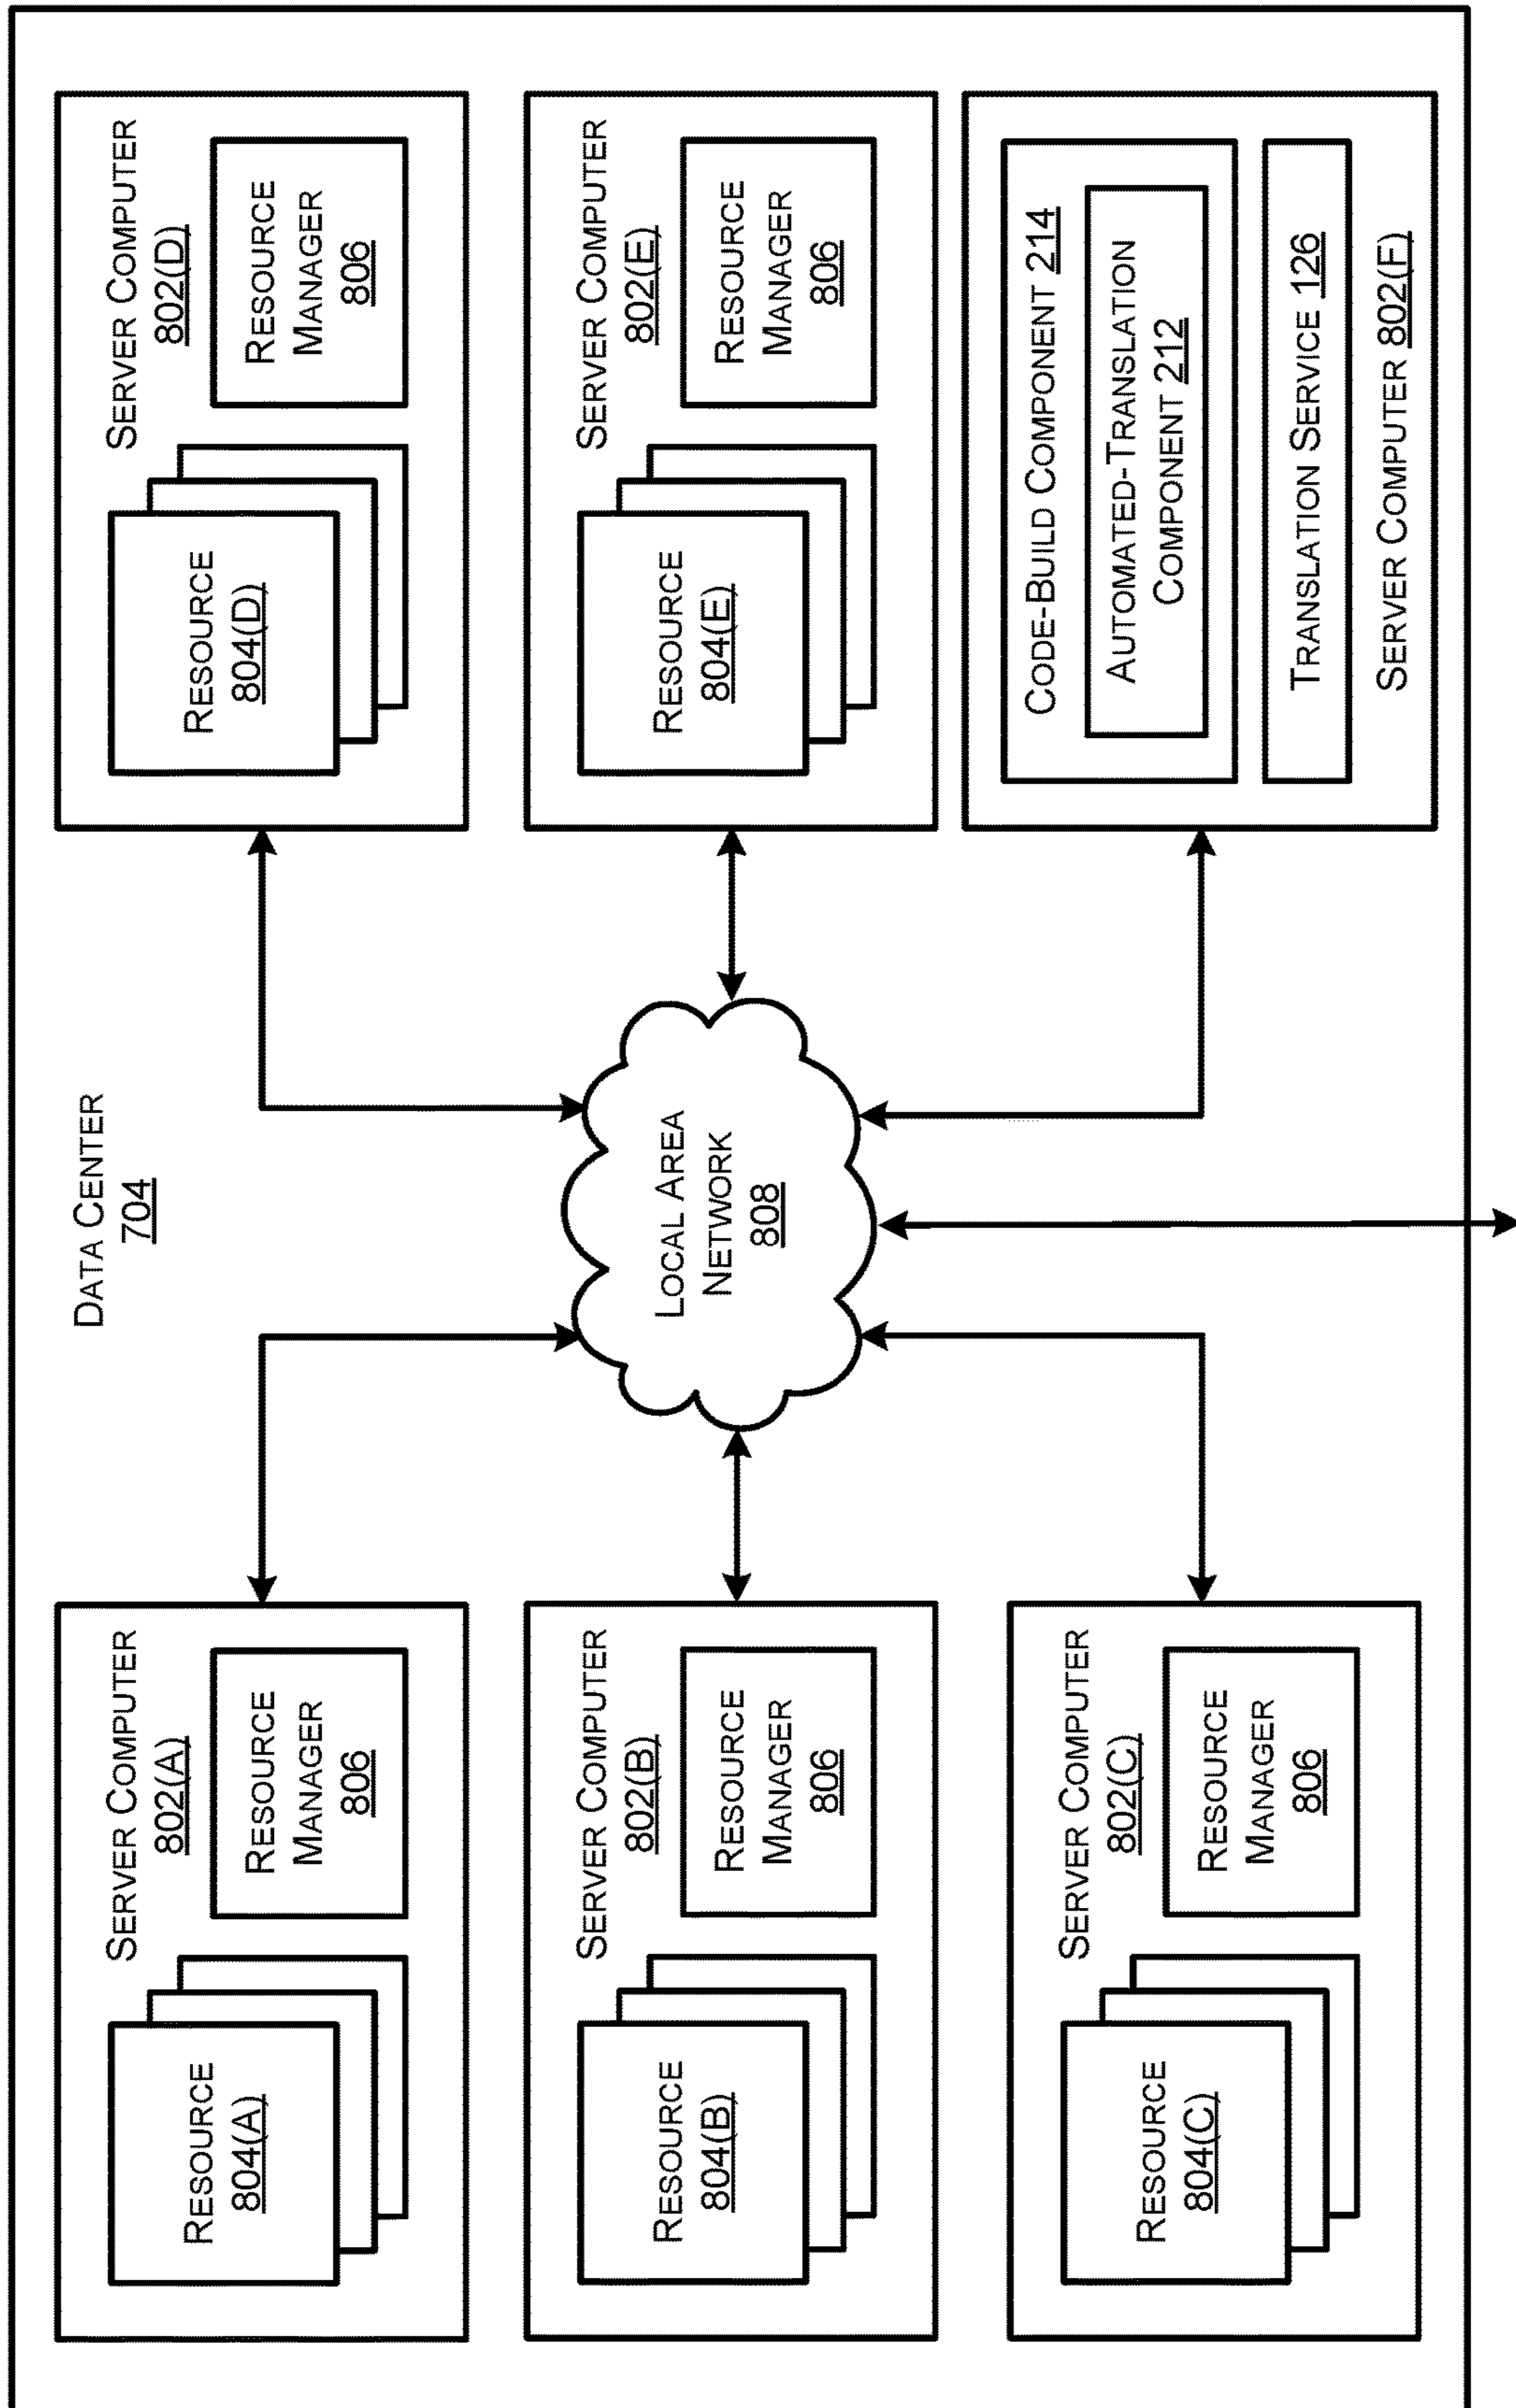 DATA CENTER
704
SERVER COMPUTER
802(A)
RESOURCE
804(A)
RESOURCE
MANAGER
806
SERVER COMPUTER
802(B)
RESOURCE
804(B)
RESOURCE
MANAGER
806
SERVER COMPUTER
802(C)
RESOURCE
804(C)
RESOURCE
MANAGER
806
LOCAL AREA
NETWORK
808
SERVER COMPUTER
802(D)
RESOURCE
804(D)
RESOURCE
MANAGER
806
SERVER COMPUTER
802(E)
RESOURCE
804(E)
RESOURCE
MANAGER
806
CODE-BUILD COMPONENT 214
AUTOMATED-TRANSLATION
COMPONENT 212
TRANSLATION SERVICE 126
SERVER COMPUTER 802(F)